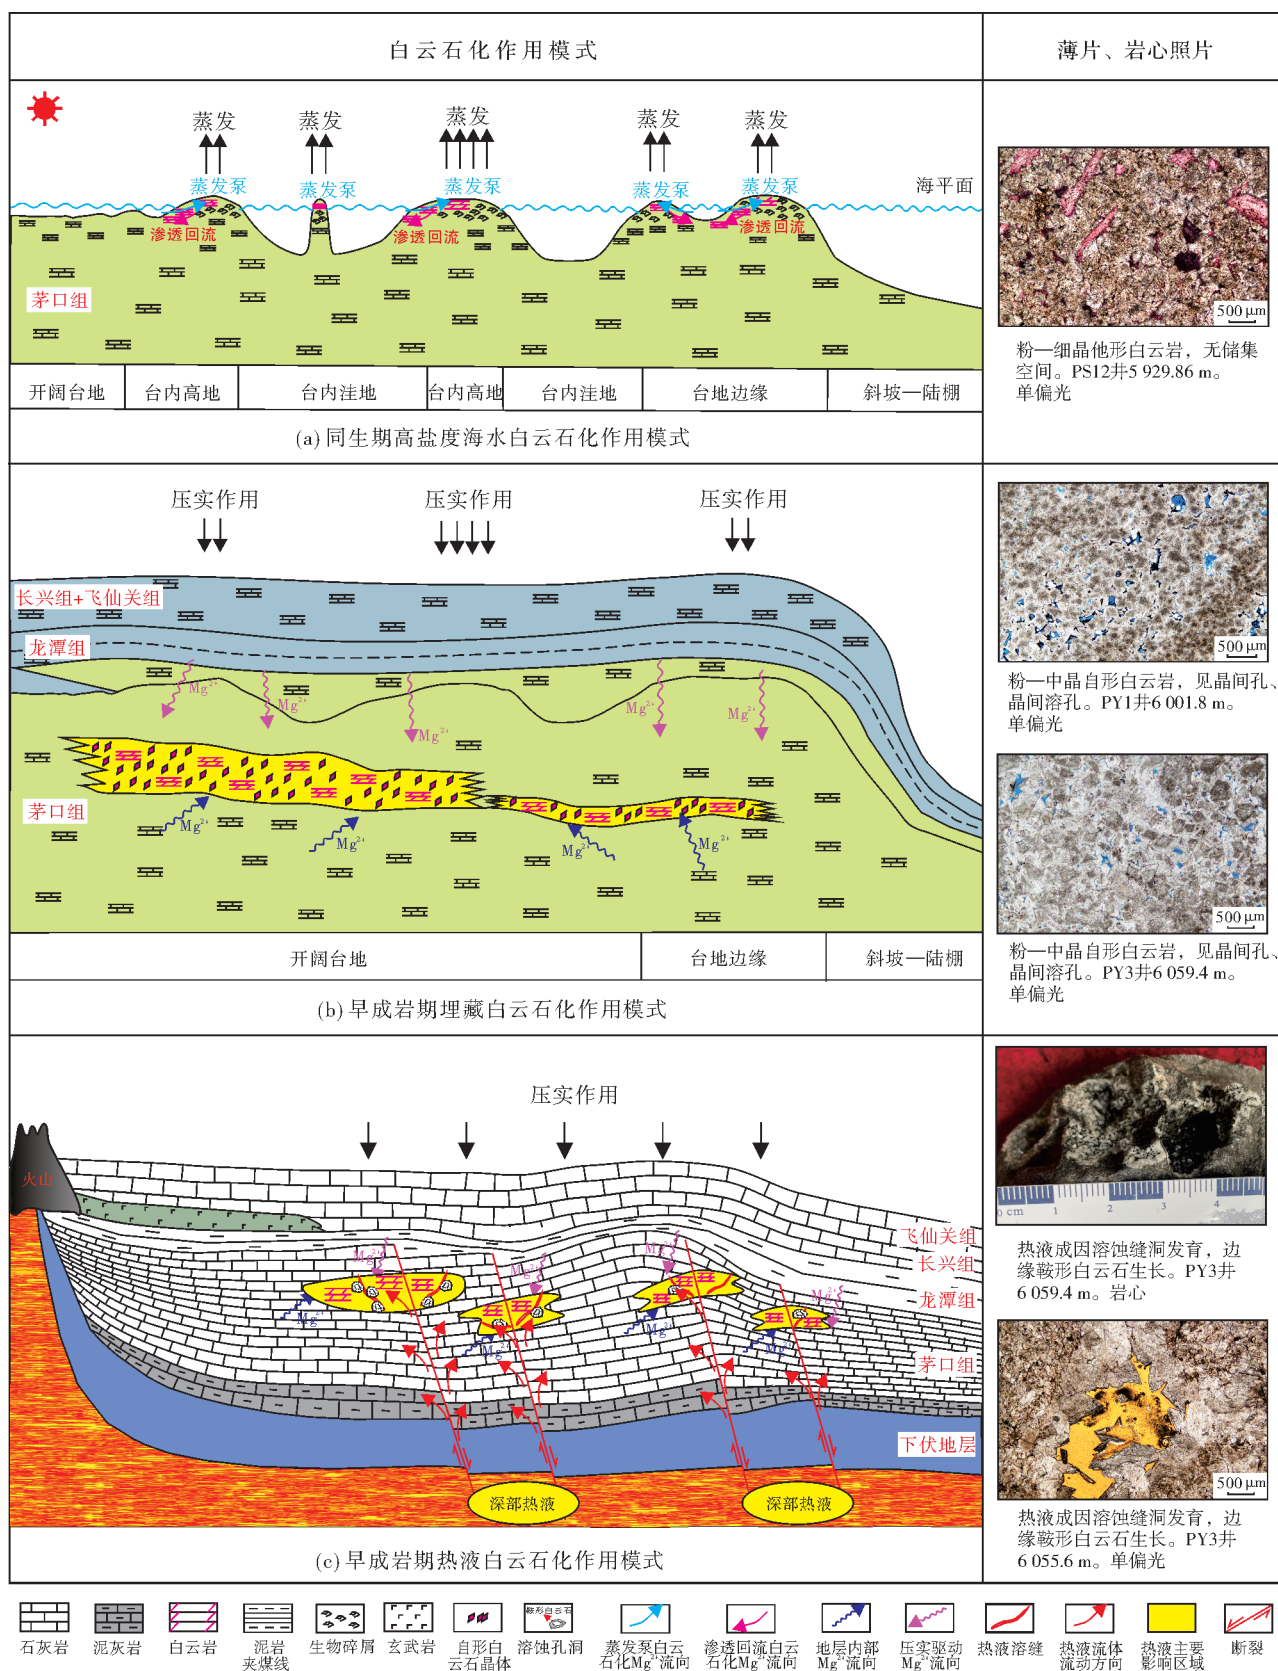 白云石化作用模式
薄片、岩心照片
蒸发 蒸发 蒸发 蒸发 蒸发
蒸发泵 蒸发泵 蒸发泵 蒸发泵 蒸发泵
海平面
渗透回流 渗透回流 渗透回流
茅口组
开阔台地 台内高地 台内洼地 台内高地 台内洼地 台地边缘 斜坡—陆棚
(a)同生期高盐度海水白云石化作用模式
500 μm
粉—细晶他形白云岩，无储集
空间。PS12井5 929.86 m。
单偏光
压实作用 压实作用 压实作用
长兴组+飞仙关组
龙潭组
Mg²⁺ Mg²⁺ Mg²⁺ Mg²⁺ Mg²⁺
茅口组
Mg²⁺ Mg²⁺ Mg²⁺ Mg²⁺
开阔台地 台地边缘 斜坡—陆棚
(b)早成岩期埋藏白云石化作用模式
500 μm
粉—中晶自形白云岩，见晶间孔、
晶间溶孔。PY1井6 001.8 m。
单偏光
500 μm
粉—中晶自形白云岩，见晶间孔、
晶间溶孔。PY3井6 059.4 m。
单偏光
压实作用
火山
飞仙关组
长兴组
龙潭组
茅口组
下伏地层
Mg²⁺ Mg²⁺ Mg²⁺ Mg²⁺
Mg²⁺ Mg²⁺ Mg²⁺ Mg²⁺
深部热液 深部热液
(c)早成岩期热液白云石化作用模式
0 cm 1 2 3 4
热液成因溶蚀缝洞发育，边
缘鞍形白云石生长。PY3井
6 059.4 m。岩心
500 μm
热液成因溶蚀缝洞发育，边
缘鞍形白云石生长。PY3井
6 055.6 m。单偏光
鞍形白云石
石灰岩 泥灰岩 白云岩 泥岩 生物碎屑 玄武岩 自形白 溶蚀孔洞 蒸发泵白云 渗透回流白云 地层内部 压实驱动 热液溶缝 热液流体 热液主要 断裂
夹煤线 云石晶体 石化Mg²⁺流向 石化Mg²⁺流向 Mg²⁺流向 Mg²⁺流向 流动方向 影响区域